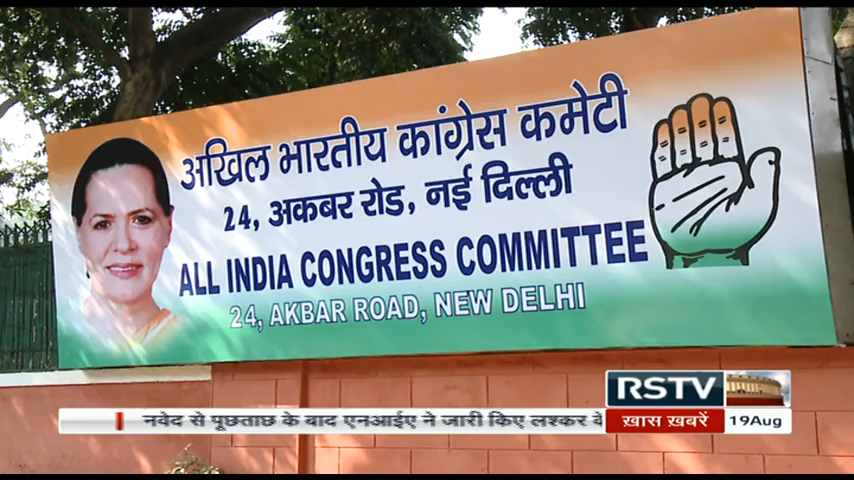 अखिल भारतीय कांग्रेस कमेटी
24, अकबर रोड, नई दिल्ली
ALL INDIA CONGRESS COMMITTEE
24, AKBAR ROAD, NEW DELHI
RSTV
ख़ास ख़बरें 19Aug
नवेद से पूछताछ के बाद एनआईए ने जारी किए लश्कर